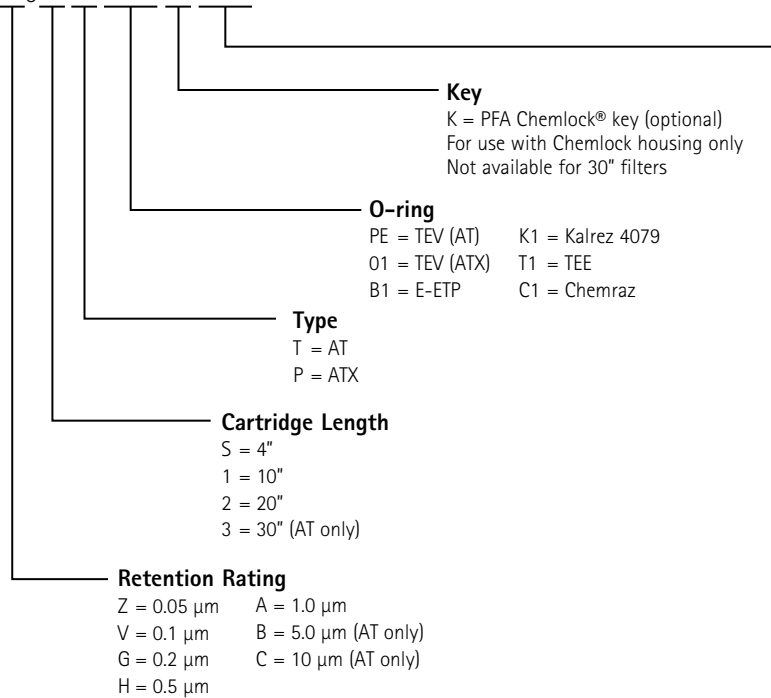 Key
K = PFA Chemlock® key (optional)
For use with Chemlock housing only
Not available for 30" filters
O-ring
PE = TEV (AT) K1 = Kalrez 4079
01 = TEV (ATX) T1 = TEE
B1 = E-ETP C1 = Chemraz
Type
T = AT
P = ATX
Cartridge Length
S = 4"
1 = 10"
2 = 20"
3 = 30" (AT only)
Retention Rating
Z = 0.05 µm A = 1.0 µm
V = 0.1 µm B = 5.0 µm (AT only)
G = 0.2 µm C = 10 µm (AT only)
H = 0.5 µm